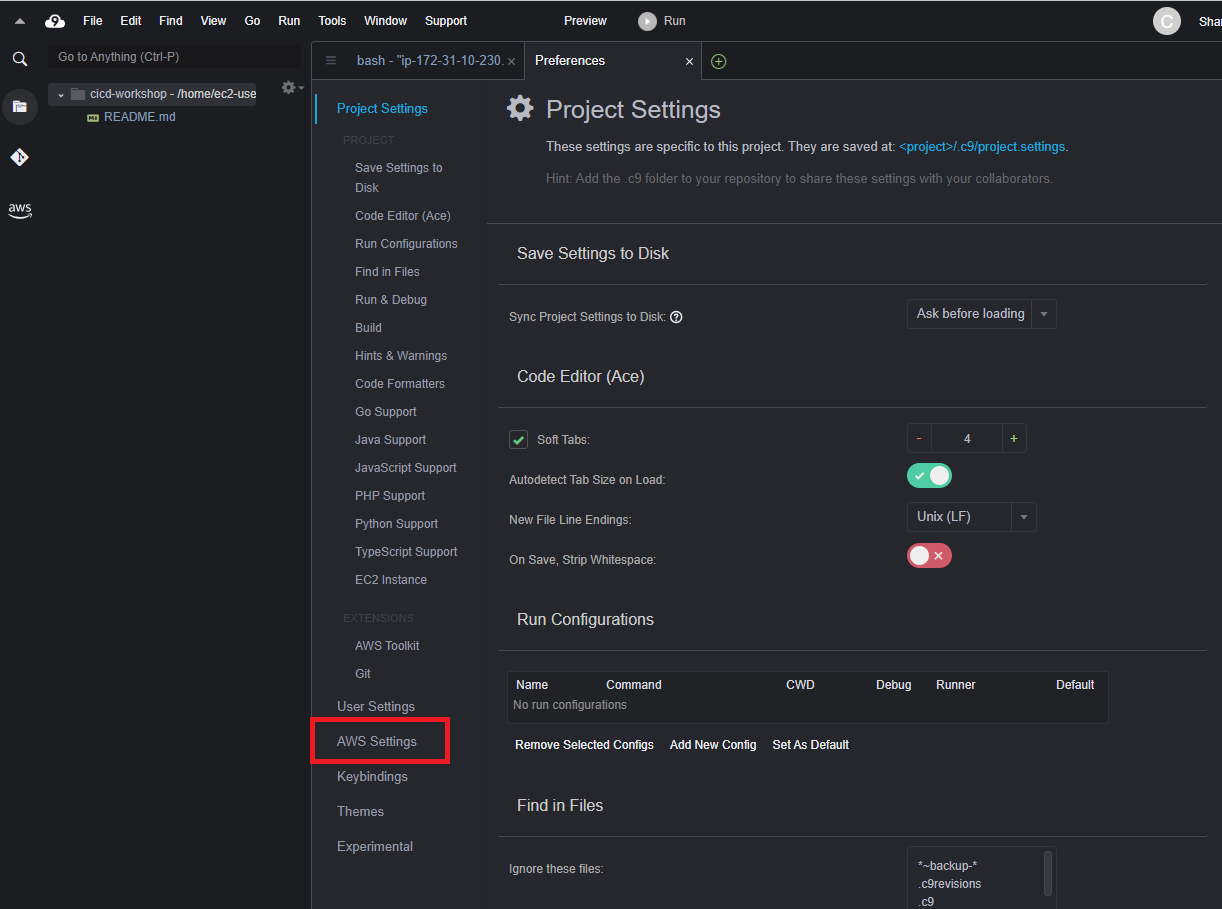 9 File Edit Find View Go Run Tools Window Support Preview Run C Shar
Go to Anything (Ctrl-P)
bash - "ip-172-31-10-230. × Preferences ×
cicd-workshop - /home/ec2-use
README.md
aws
Project Settings
PROJECT
Save Settings to
Disk
Code Editor (Ace)
Run Configurations
Find in Files
Run & Debug
Build
Hints & Warnings
Code Formatters
Go Support
Java Support
JavaScript Support
PHP Support
Python Support
TypeScript Support
EC2 Instance
EXTENSIONS
AWS Toolkit
Git
User Settings
AWS Settings
Keybindings
Themes
Experimental
Project Settings
These settings are specific to this project. They are saved at: <project>/.c9/project.settings.
Hint: Add the .c9 folder to your repository to share these settings with your collaborators.
Save Settings to Disk
Sync Project Settings to Disk: ? Ask before loading
Code Editor (Ace)
Soft Tabs: - 4 +
Autodetect Tab Size on Load:
New File Line Endings: Unix (LF)
On Save, Strip Whitespace:
Run Configurations
Name Command CWD Debug Runner Default
No run configurations
Remove Selected Configs Add New Config Set As Default
Find in Files
Ignore these files: *~backup-*
.c9revisions
.c9